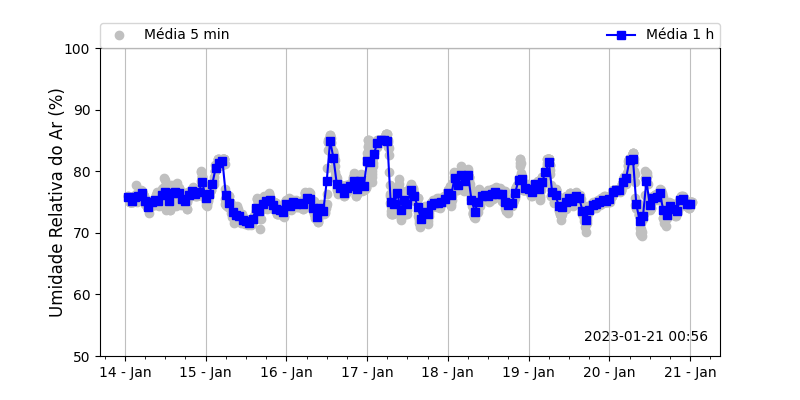 Média 5 min
Média 1 h
Umidade Relativa do Ar (%)
100
90
80
70
60
50
2023-01-21 00:56
14 - Jan
15 - Jan
16 - Jan
17 - Jan
18 - Jan
19 - Jan
20 - Jan
21 - Jan